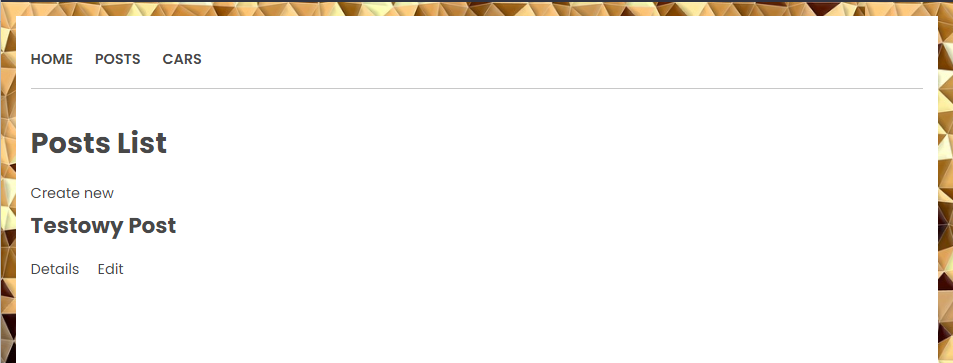 HOME POSTS CARS
Posts List
Create new
Testowy Post
Details Edit